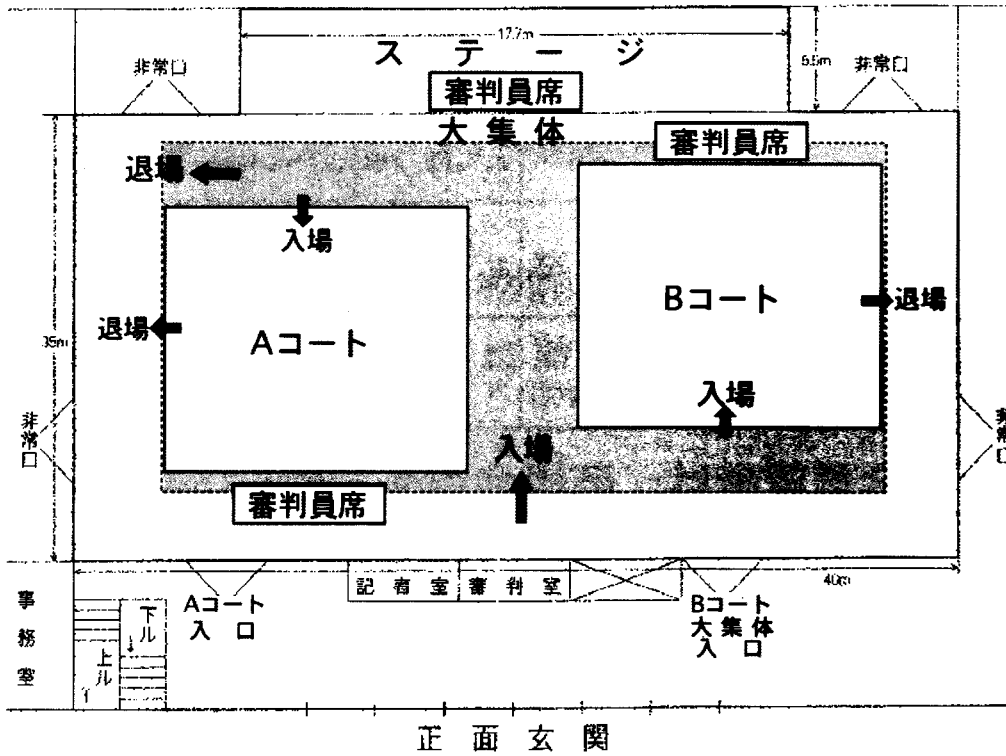 17.7m
ステージ
5.5m
非常口
非常口
審判員席
大集体
審判員席
退場
入場
Bコート
退場
退場
Aコート
35m
入場
非常口
非常口
入場
審判員席
40m
記者室
審判室
事務室
下ル
上ル
Aコート
入口
Bコート
大集体
入口
正面玄関